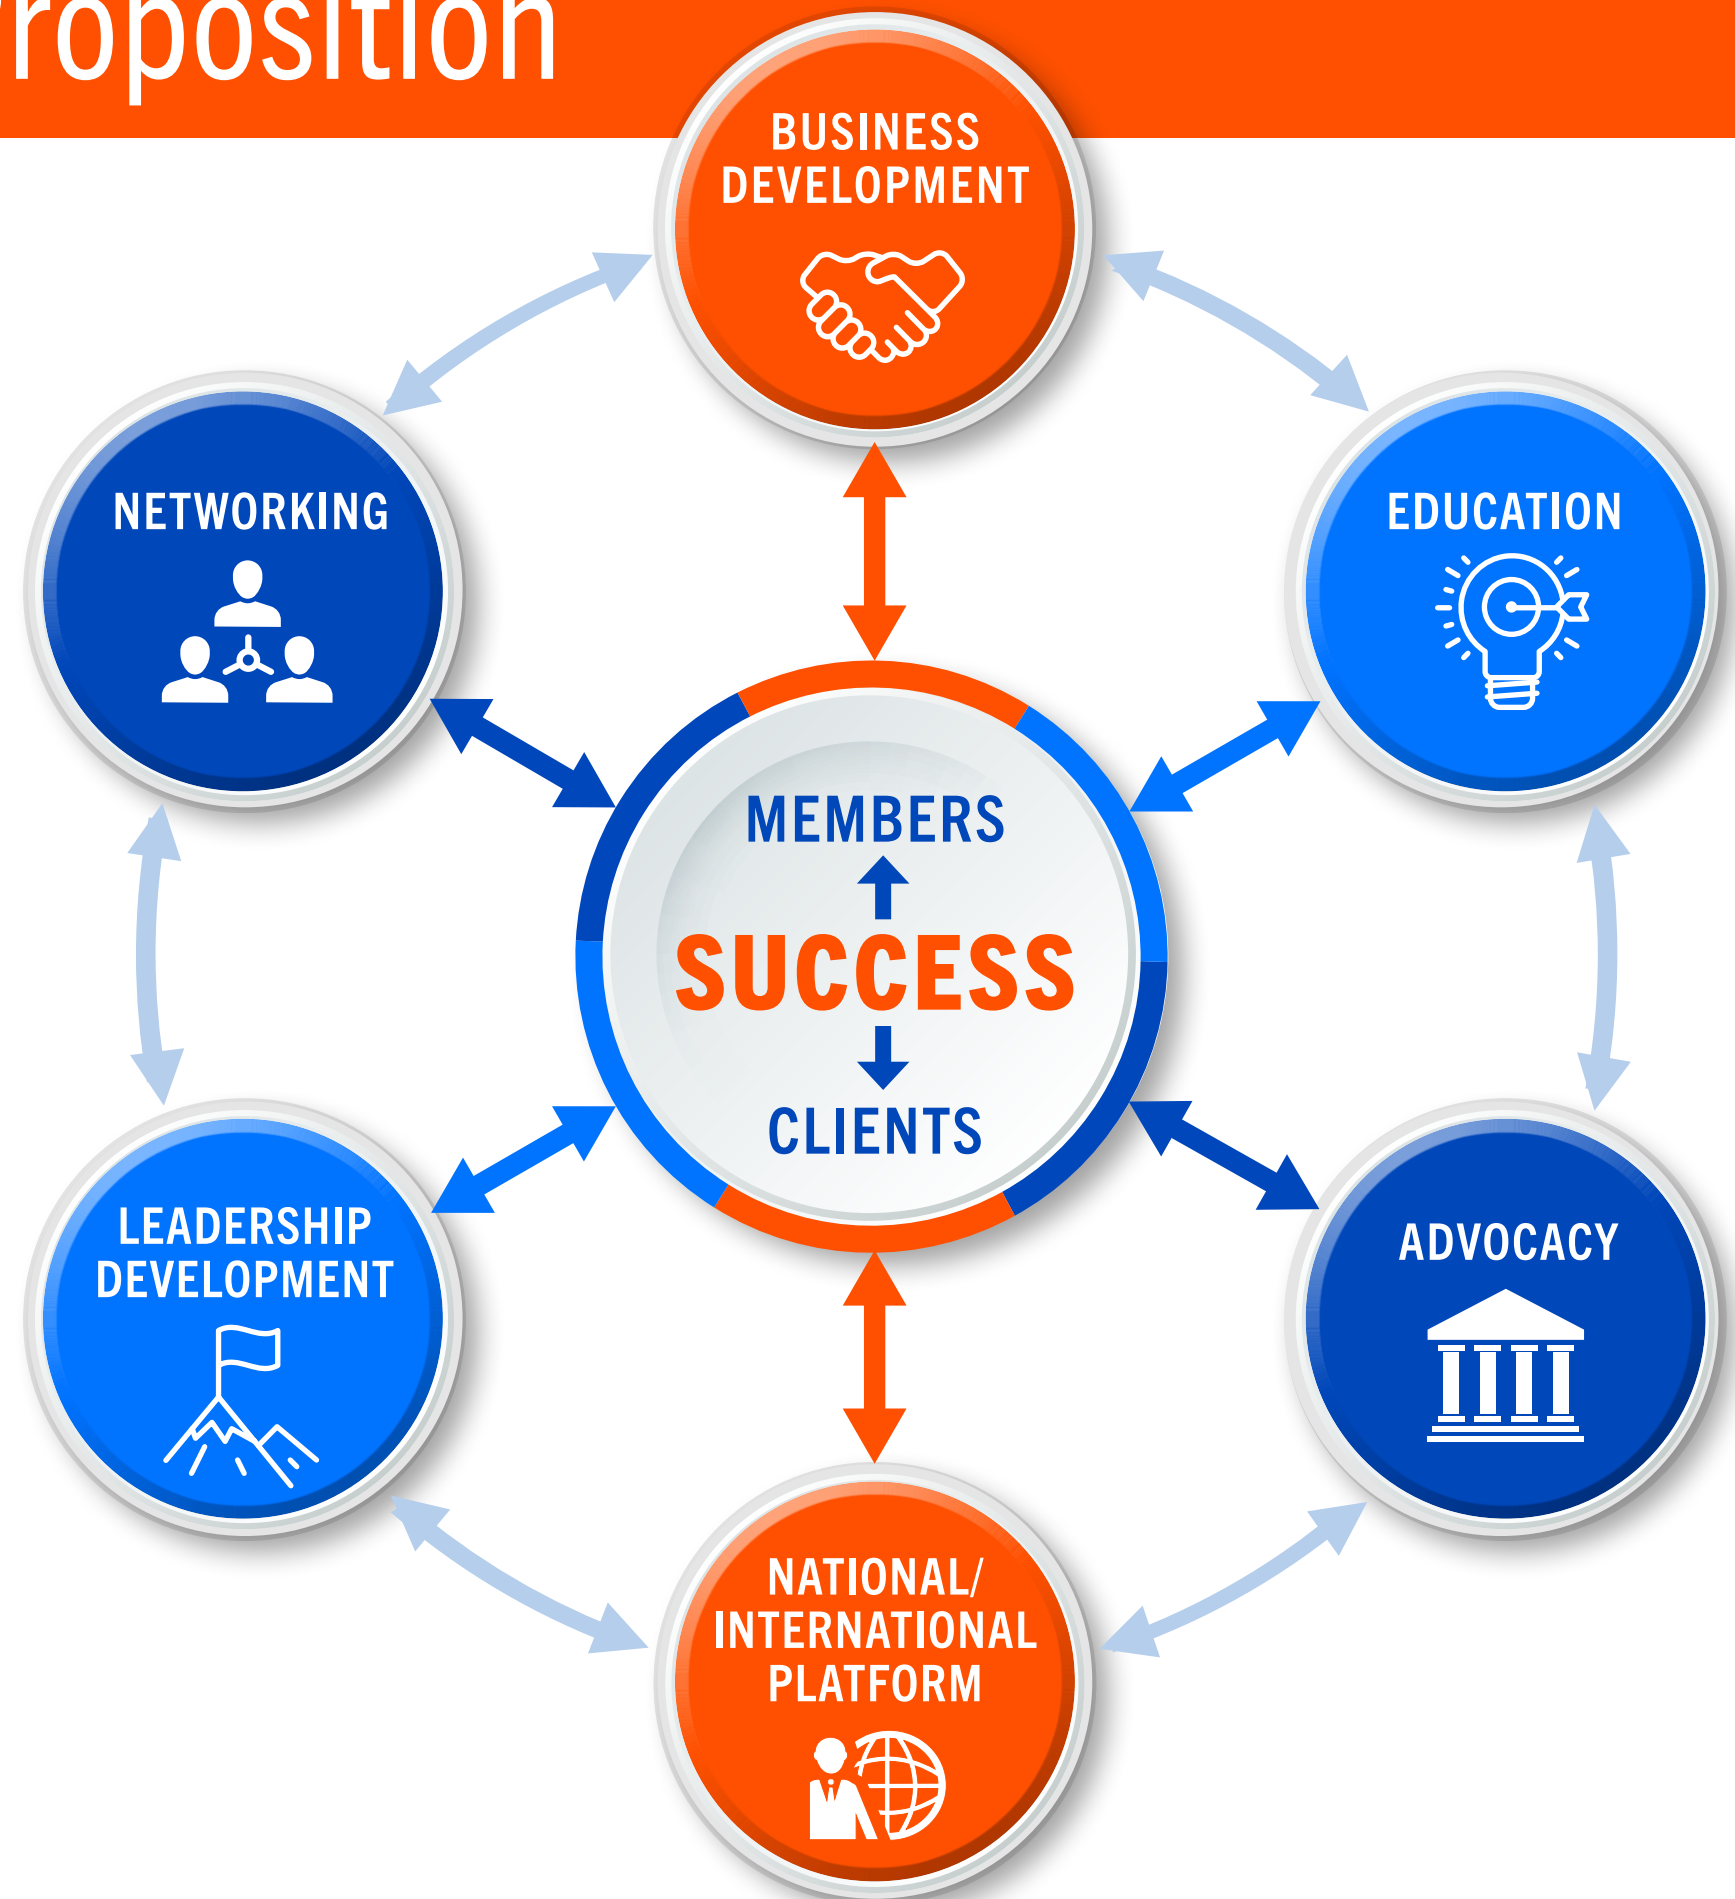 roposition
BUSINESS
DEVELOPMENT
NETWORKING
EDUCATION
MEMBERS
SUCCESS
CLIENTS
LEADERSHIP
DEVELOPMENT
ADVOCACY
NATIONAL/
INTERNATIONAL
PLATFORM